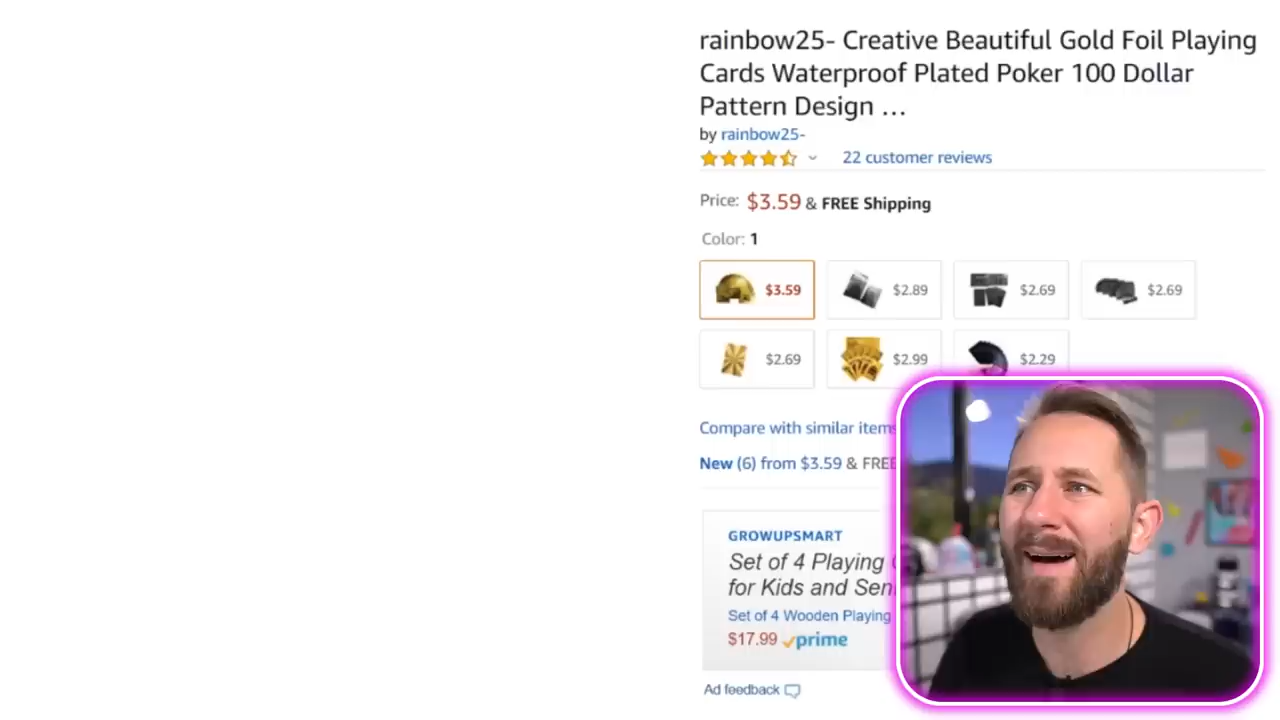 rainbow25- Creative Beautiful Gold Foil Playing
Cards Waterproof Plated Poker 100 Dollar
Pattern Design …
by rainbow25-
22 customer reviews
Price: $3.59 & FREE Shipping
Color: 1
$3.59 $2.89 $2.69 $2.69
$2.69 $2.99 $2.29
Compare with similar items
New (6) from $3.59 & FREE
GROWUPSMART
Set of 4 Playing
for Kids and
Set of 4 Wooden Playing
$17.99 prime
Ad feedback